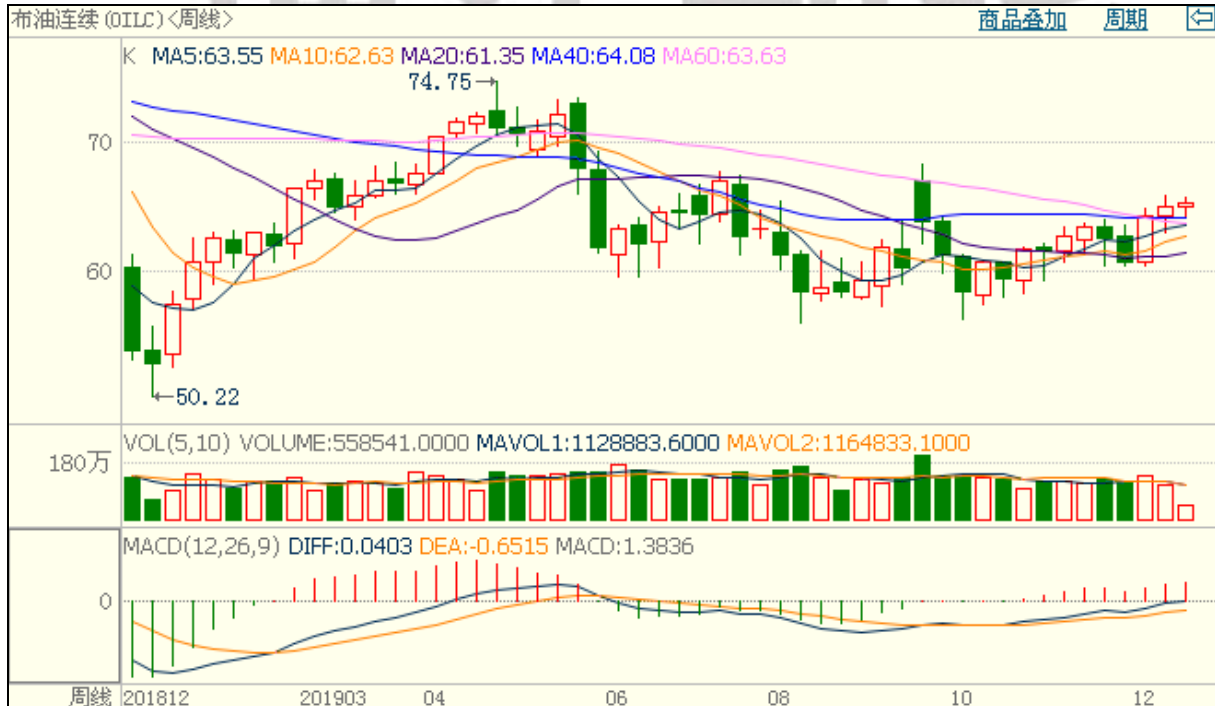 布油连续(OILC)<周线> 商品叠加 周期
K MA5:63.55 MA10:62.63 MA20:61.35 MA40:64.08 MA60:63.63
74.75
70
60
50.22
VOL(5,10) VOLUME:558541.0000 MAVOL1:1128883.6000 MAVOL2:1164833.1000
180万
MACD(12,26,9) DIFF:0.0403 DEA:-0.6515 MACD:1.3836
0
周线 201812 201903 04 06 08 10 12